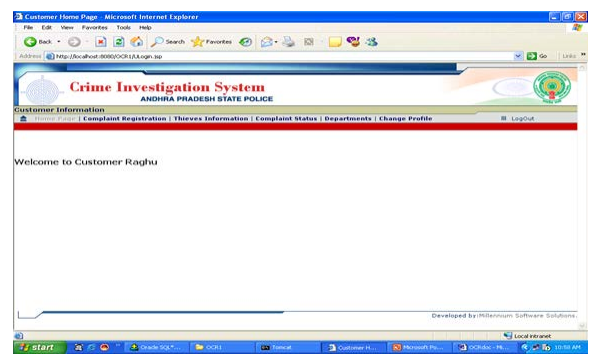 Customer Home Page - Microsoft Internet Explorer
File Edit View Favorites Tools Help
Back Search Favorites
Address http://localhost:8080/OCR1/ULogin.jsp Go Links
Crime Investigation System
ANDHRA PRADESH STATE POLICE
Customer Information
Home Page | Complaint Registration | Thieves Information | Complaint Status | Departments | Change Profile LogOut
Welcome to Customer Raghu
Developed by:Millennium Software Solutions.
Local intranet
start Oracle SQL*... OCR1 Tomcat Customer H... Microsoft Po... OCRdoc - Mi... 10:58 AM